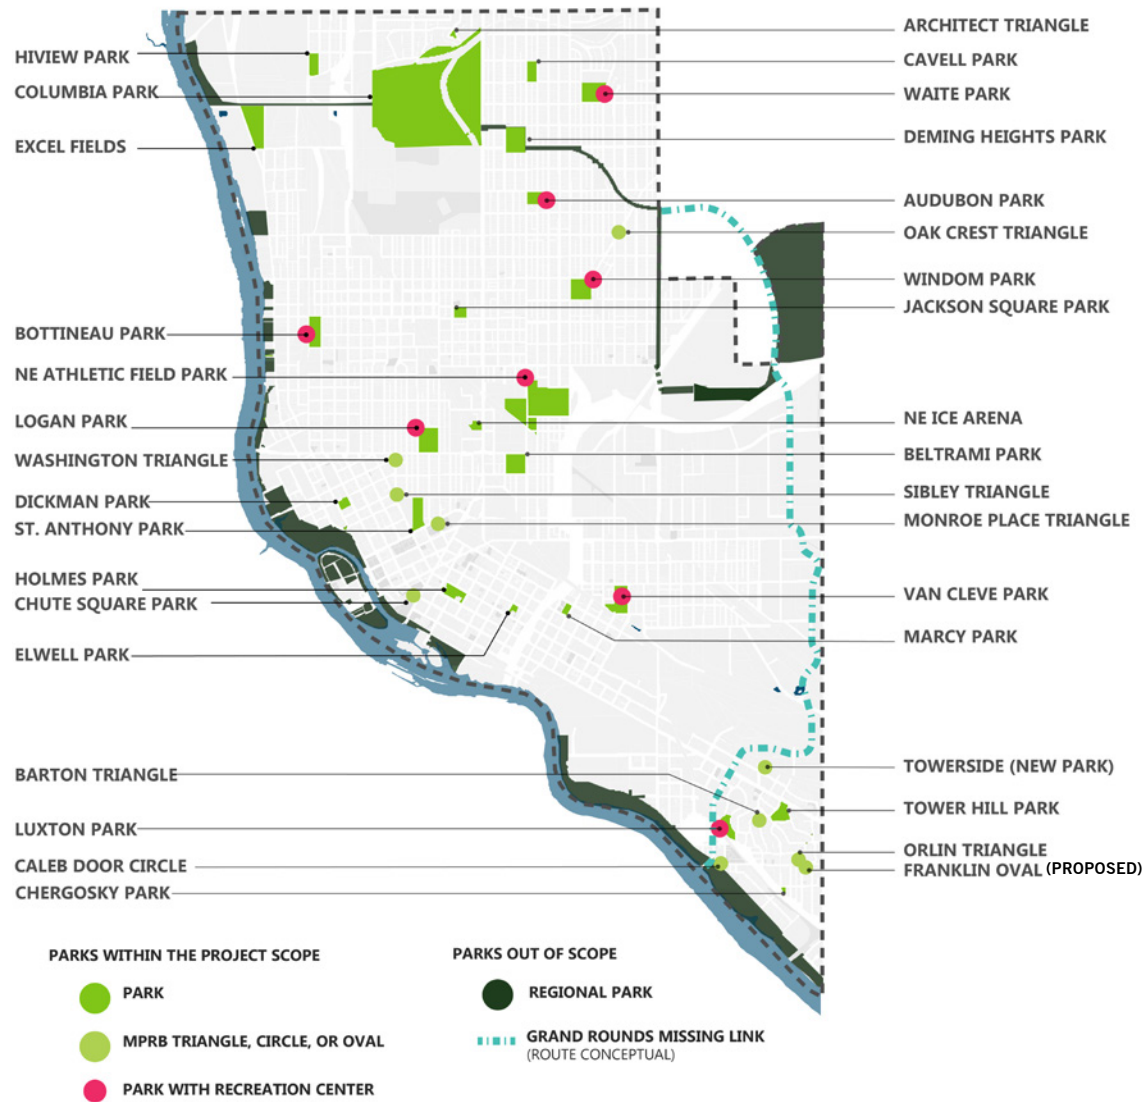 HIVIEW PARK
COLUMBIA PARK
EXCEL FIELDS
BOTTINEAU PARK
NE ATHLETIC FIELD PARK
LOGAN PARK
WASHINGTON TRIANGLE
DICKMAN PARK
ST. ANTHONY PARK
HOLMES PARK
CHUTE SQUARE PARK
ELWELL PARK
BARTON TRIANGLE
LUXTON PARK
CALEB DOOR CIRCLE
CHERGOSKY PARK
ARCHITECT TRIANGLE
CAVELL PARK
WAITE PARK
DEMING HEIGHTS PARK
AUDUBON PARK
OAK CREST TRIANGLE
WINDOM PARK
JACKSON SQUARE PARK
NE ICE ARENA
BELTRAMI PARK
SIBLEY TRIANGLE
MONROE PLACE TRIANGLE
VAN CLEVE PARK
MARCY PARK
TOWERSIDE (NEW PARK)
TOWER HILL PARK
ORLIN TRIANGLE
FRANKLIN OVAL (PROPOSED)
PARKS WITHIN THE PROJECT SCOPE
PARK
MPRB TRIANGLE, CIRCLE, OR OVAL
PARK WITH RECREATION CENTER
PARKS OUT OF SCOPE
REGIONAL PARK
GRAND ROUNDS MISSING LINK
(ROUTE CONCEPTUAL)